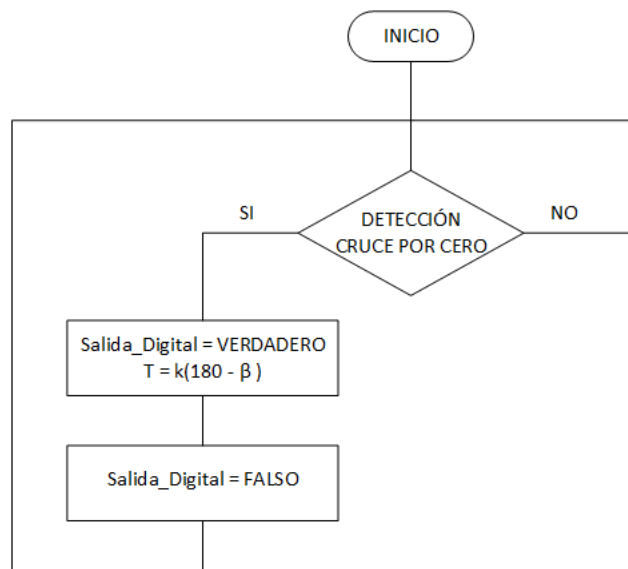 INICIO
SI
DETECCIÓN
CRUCE POR CERO
NO
Salida_Digital = VERDADERO
T = k(180 - β )
Salida_Digital = FALSO